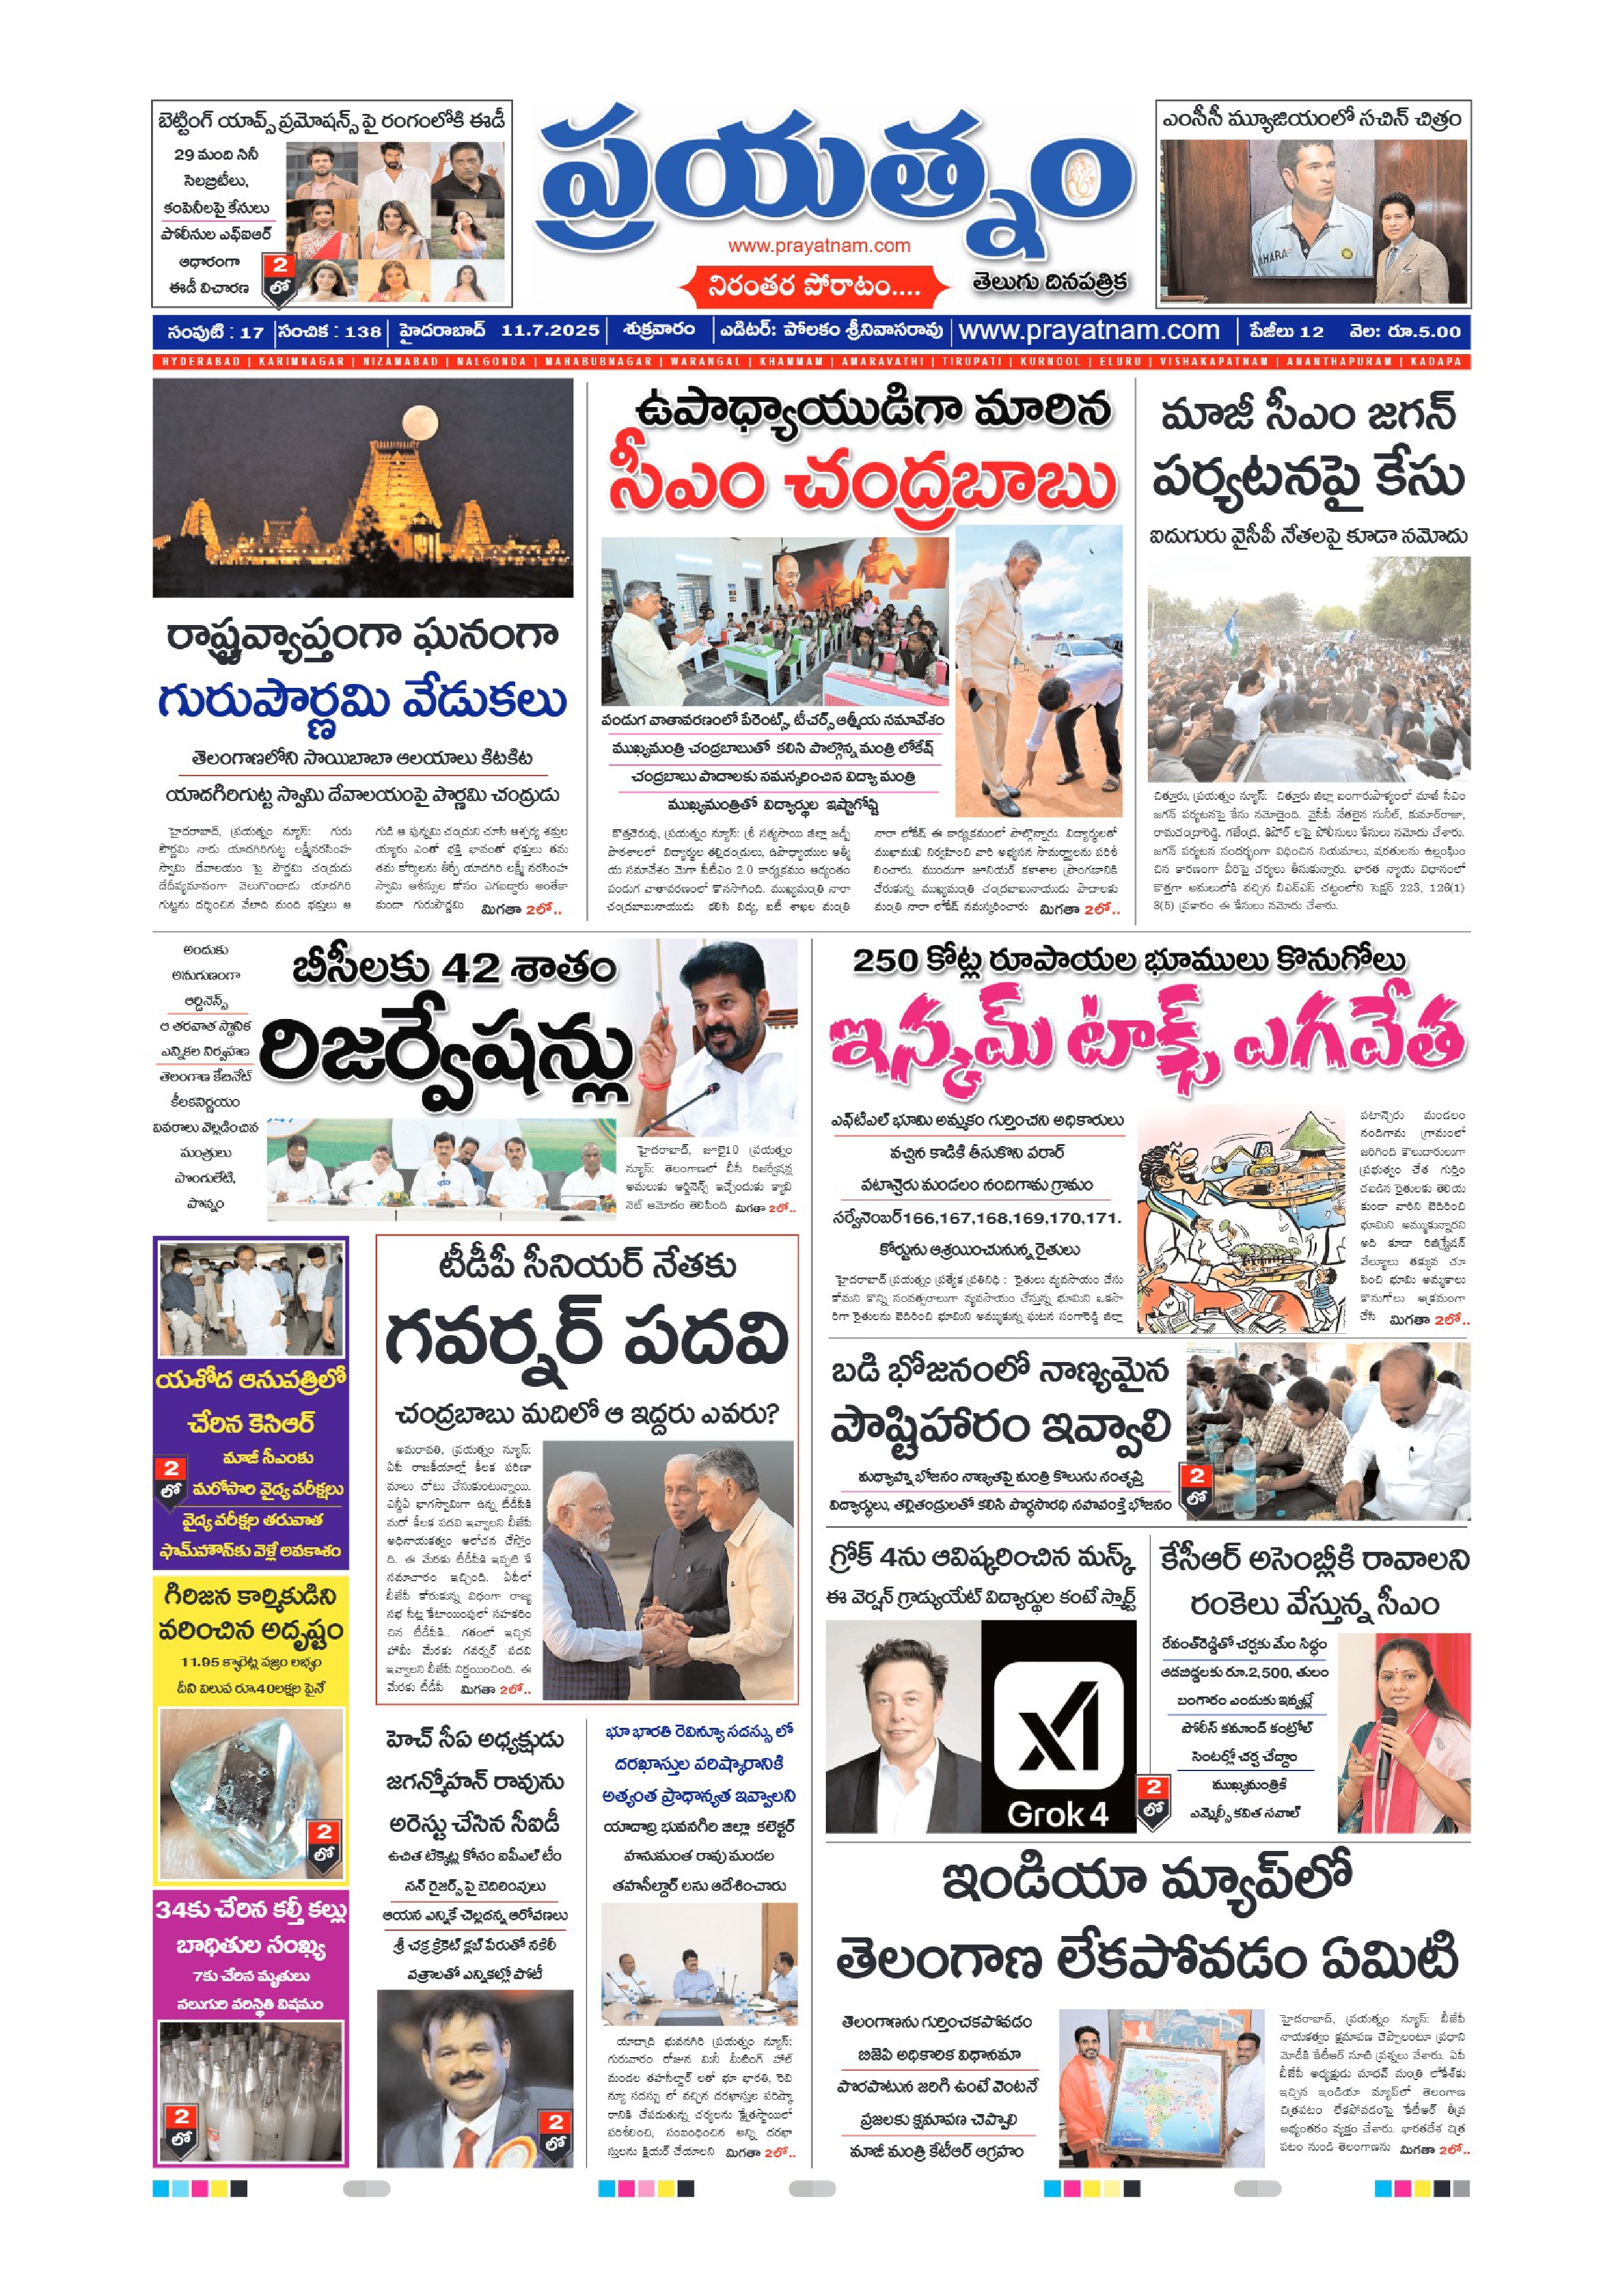 బెట్టింగ్ యాప్స్ ప్రమోషన్స్ పై రంగంలోకి ఈడీ
29 మంది సినీ
సెలబ్రిటీలు,
కంపెనీలపై కేసులు
పోలీసుల ఎఫ్ఐఆర్
ఆధారంగా
ఈడీ విచారణ
2
లో
ప్రయత్నం
www.prayatnam.com
నిరంతర పోరాటం....
తెలుగు దినపత్రిక
ఎంసీసీ మ్యూజియంలో సచిన్ చిత్రం
సంపుటి : 17 సంచిక : 138 హైదరాబాద్ 11.7.2025 శుక్రవారం ఎడిటర్: పోలకం శ్రీనివాసరావు www.prayatnam.com పేజీలు 12 వెల: రూ.5.00
HYDERABAD | KARIMNAGAR | NIZAMABAD | NALGONDA | MAHABUBNAGAR | WARANGAL | KHAMMAM | AMARAVATHI | TIRUPATI | KURNOOL | ELURU | VISHAKAPATNAM | ANANTHAPURAM | KADAPA
రాష్ట్రవ్యాప్తంగా ఘనంగా
గురుపౌర్ణమి వేడుకలు
తెలంగాణలోని సాయిబాబా ఆలయాలు కిటకిట
యాదగిరిగుట్ట స్వామి దేవాలయంపై పౌర్ణమి చంద్రుడు
హైదరాబాద్, ప్రయత్నం న్యూస్: గురు
పౌర్ణమి నాడు యాదగిరిగుట్ట లక్ష్మీనరసింహ
స్వామి దేవాలయం పై పౌర్ణమి చంద్రుడు
దేదీప్యమానంగా వెలుగొందాడు యాదగిరి
గుట్టను దర్శించిన వేలాది మంది భక్తులు ఆ
గుడి ఆ పున్నమి చంద్రుని చూసి ఆశ్చర్య శక్తుల
య్యారు ఎంతో భక్తి భావంతో భక్తులు తమ
తమ కోర్కెలను తీర్చే యాదగిరి లక్ష్మీ నరసింహ
స్వామి ఆశీస్సుల కోసం ఎగబడ్డారు అంతేకా
కుండా గురుపౌర్ణమి మిగతా 2లో..
ఉపాధ్యాయుడిగా మారిన
సీఎం చంద్రబాబు
పండుగ వాతావరణంలో పేరెంట్స్, టీచర్స్ ఆత్మీయ సమావేశం
ముఖ్యమంత్రి చంద్రబాబుతో కలిసి పాల్గొన్న మంత్రి లోకేష్
చంద్రబాబు పాదాలకు నమస్కరించిన విద్యా మంత్రి
ముఖ్యమంత్రితో విద్యార్థుల ఇష్టాగోష్టి
కొత్తచెరువు, ప్రయత్నం న్యూస్: శ్రీ సత్యసాయి జిల్లా జడ్పీ
పాఠశాలలో విద్యార్థుల తల్లిదండ్రులు, ఉపాధ్యాయుల ఆత్మీ
య సమావేశం మెగా పీటీఎం 2.0 కార్యక్రమం ఆద్యంతం
పండుగ వాతావరణంలో కొనసాగింది. ముఖ్యమంత్రి నారా
చంద్రబాబునాయుడు కలిసి విద్య, ఐటీ శాఖల మంత్రి
నారా లోకేష్ ఈ కార్యక్రమంలో పాల్గొన్నారు. విద్యార్థులతో
ముఖాముఖి నిర్వహించి వారి అభ్యసన సామర్థ్యాలను పరిశీ
లించారు. ముందుగా జూనియర్ కళాశాల ప్రాంగణానికి
చేరుకున్న ముఖ్యమంత్రి చంద్రబాబునాయుడు పాదాలకు
మంత్రి నారా లోకేష్ నమస్కరించారు మిగతా 2లో..
మాజీ సీఎం జగన్
పర్యటనపై కేసు
ఐదుగురు వైసీపీ నేతలపై కూడా నమోదు
చిత్తూరు, ప్రయత్నం న్యూస్: చిత్తూరు జిల్లా బంగారుపాళ్యంలో మాజీ సీఎం
జగన్ పర్యటనపై కేసు నమోదైంది. వైసీపీ నేతలైన సునీల్, కుమార్‌రాజా,
రామచంద్రారెడ్డి, గజేంద్ర, కిషోర్ లపై పోలీసులు కేసులు నమోదు చేశారు.
జగన్ పర్యటన సందర్భంగా విధించిన నియమాలు, షరతులను ఉల్లంఘిం
చిన కారణంగా వీరిపై చర్యలు తీసుకున్నారు. భారత న్యాయ విధానంలో
కొత్తగా అమలులోకి వచ్చిన బీఎన్ఎస్ చట్టంలోని సెక్షన్ 223, 126(1)
3(5) ప్రకారం ఈ కేసులు నమోదు చేశారు.
అందుకు
అనుగుణంగా
ఆర్డినెన్స్
ఆ తరవాత స్థానిక
ఎన్నికల నిర్వహణ
తెలంగాణ కేబినేట్
కీలకనిర్ణయం
వివరాలు వెల్లడించిన
మంత్రులు
పొంగులేటి,
పొన్నం
బీసీలకు 42 శాతం
రిజర్వేషన్లు
హైదరాబాద్, జూలై10 ప్రయత్నం
న్యూస్: తెలంగాణలో బీసీ రిజర్వేషన్ల
అమలుకు ఆర్డినెన్స్ ఇచ్చేందుకు క్యాబి
నెట్ ఆమోదం తెలిపింది మిగతా 2లో..
250 కోట్ల రూపాయల భూములు కొనుగోలు
ఇన్కమ్ టాక్స్ ఎగవేత
ఎఫ్‌టీఎల్ భూమి అమ్మకం గుర్తించని అధికారులు
వచ్చిన కాడికి తీసుకొని పరార్
పటాన్చెరు మండలం నందిగామ గ్రామం
సర్వేనెంబర్166,167,168,169,170,171.
కోర్టును ఆశ్రయించనున్న రైతులు
హైదరాబాద్ ప్రయత్నం ప్రత్యేక ప్రతినిధి : రైతులు వ్యవసాయం చేసు
కోమని కొన్ని సంవత్సరాలుగా వ్యవసాయం చేస్తున్న భూమిని ఒకసా
రిగా రైతులను బెదిరించి భూమిని అమ్ముకున్న ఘటన సంగారెడ్డి జిల్లా
పటాన్చెరు మండలం
నందిగామ గ్రామంలో
జరిగింది కౌలుదారులుగా
ప్రభుత్వం చేత గుర్తిం
చబడిన రైతులకు తెలియ
కుండా వారిని బెదిరించి
భూమిని అమ్ముకున్నారని
అది కూడా రిజిస్ట్రేషన్
వేల్యూలు తక్కువ చూ
పించి భూమి అమ్మకాలు
కొనుగోలు అక్రమంగా
చేసి మిగతా 2లో..
యశోద ఆసుపత్రిలో
చేరిన కెసిఆర్
మాజీ సీఎంకు
మరోసారి వైద్య పరీక్షలు
వైద్య పరీక్షల తరువాత
ఫామ్‌హౌస్‌కు వెళ్లే అవకాశం
2
లో
టీడీపీ సీనియర్ నేతకు
గవర్నర్ పదవి
చంద్రబాబు మదిలో ఆ ఇద్దరు ఎవరు?
అమరావతి, ప్రయత్నం న్యూస్:
ఏపీ రాజకీయాల్లో కీలక పరిణా
మాలు చోటు చేసుకుంటున్నాయి.
ఎన్డీఏ భాగస్వామిగా ఉన్న టీడీపీకి
మరో కీలక పదవి ఇవ్వాలని బీజేపీ
అధినాయకత్వం ఆలోచన చేస్తోం
ది. ఈ మేరకు టీడీపీకి ఇప్పటి కే
సమాచారం ఇచ్చింది. ఏపీలో
బీజేపీ కోరుకున్న విధంగా రాజ్య
సభ సీట్ల కేటాయింపులో సహకరిం
చిన టీడీపీకి.. గతంలో ఇచ్చిన
హామీ మేరకు గవర్నర్ పదవి
ఇవ్వాలని బీజేపీ నిర్ణయించింది. ఈ
మేరకు టీడీపీ మిగతా 2లో..
బడి భోజనంలో నాణ్యమైన
పౌష్టిహారం ఇవ్వాలి
మధ్యాహ్న భోజనం నాణ్యతపై మంత్రి కొలుసు సంతృప్తి
విద్యార్థులు, తల్లితండ్రులతో కలిసి పార్థసారధి సహపంక్తి భోజనం
2
లో
గిరిజన కార్మికుడిని
వరించిన అదృష్టం
11.95 క్యారెట్ల వజ్రం లభ్యం
దీని విలువ రూ.40లక్షల పైనే
2
లో
గ్రోక్ 4ను ఆవిష్కరించిన మస్క్
ఈ వెర్షన్ గ్రాడ్యుయేట్ విద్యార్థుల కంటే స్మార్ట్
Grok 4
2
లో
కేసీఆర్ అసెంబ్లీకి రావాలని
రంకెలు వేస్తున్న సీఎం
రేవంత్‌రెడ్డితో చర్చకు మేం సిద్ధం
ఆడబిడ్డలకు రూ.2,500, తులం
బంగారం ఎందుకు ఇవ్వట్లే
పోలీస్ కమాండ్ కంట్రోల్
సెంటర్లో చర్చ చేద్దాం
ముఖ్యమంత్రికి
ఎమ్మెల్సీ కవిత సవాల్
హెచ్ సీఏ అధ్యక్షుడు
జగన్మోహన్ రావును
అరెస్టు చేసిన సీఐడీ
ఉచిత టిక్కెట్ల కోసం ఐపీఎల్ టీం
సన్ రైజర్స్ పై బెదిరింపులు
ఆయన ఎన్నికే చెల్లదన్న ఆరోపణలు
శ్రీ చక్ర క్రికెట్ క్లబ్ పేరుతో నకిలీ
పత్రాలతో ఎన్నికల్లో పోటీ
2
లో
భూ భారతి రెవిన్యూ సదస్సు లో
దరఖాస్తుల పరిష్కారానికి
అత్యంత ప్రాధాన్యత ఇవ్వాలని
యాదాద్రి భువనగిరి జిల్లా కలెక్టర్
హనుమంత రావు మండల
తహసీల్దార్ లను ఆదేశించారు
యాదాద్రి భువనగిరి ప్రయత్నం న్యూస్:
గురువారం రోజున మినీ మీటింగ్ హాల్
మండల తహసీల్దార్ లతో భూ భారతి, రెవి
న్యూ సదస్సు లో వచ్చిన దరఖాస్తుల పరిష్కా
రానికి చేపడుతున్న చర్యలను క్షేత్రస్థాయిలో
పరిశీలించి, సంబంధించిన అన్ని దరఖా
స్తులను క్లియర్ చేయాలని మిగతా 2లో..
34కు చేరిన కల్తీ కల్లు
బాధితుల సంఖ్య
7కు చేరిన మృతులు
నలుగురి పరిస్థితి విషమం
2
లో
ఇండియా మ్యాప్‌లో
తెలంగాణ లేకపోవడం ఏమిటి
తెలంగాణను గుర్తించకపోవడం
బిజెపి అధికారిక విధానమా
పొరపాటున జరిగి ఉంటే వెంటనే
ప్రజలకు క్షమాపణ చెప్పాలి
మాజీ మంత్రి కేటీఆర్ ఆగ్రహం
హైదరాబాద్, ప్రయత్నం న్యూస్: బీజేపీ
నాయకత్వం క్షమాపణ చెప్పాలంటూ ప్రధాని
మోడీకి కేటీఆర్ సూటి ప్రశ్నలు వేశారు. ఏపీ
బీజేపీ అధ్యక్షుడు మాధవ్ మంత్రి లోకేశ్‌కు
ఇచ్చిన ఇండియా మ్యాప్‌లో తెలంగాణ
చిత్రపటం లేకపోవడంపై కేటీఆర్ తీవ్ర
అభ్యంతరం వ్యక్తం చేశారు. భారతదేశ చిత్ర
పటం నుండి తెలంగాణను మిగతా 2లో..